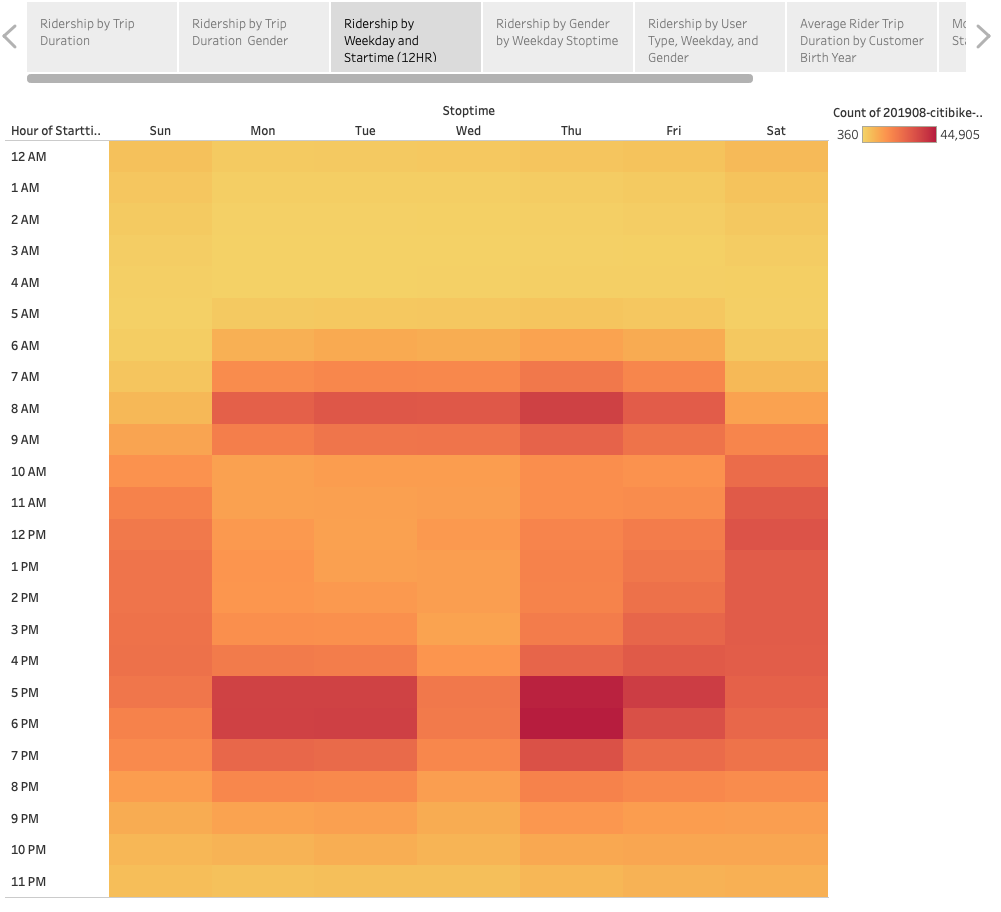 Ridership by Trip
Duration
Ridership by Trip
Duration Gender
Ridership by
Weekday and
Startime (12HR)
Ridership by Gender
by Weekday Stoptime
Ridership by User
Type, Weekday, and
Gender
Average Rider Trip
Duration by Customer
Birth Year
Stoptime
Hour of Startti..
Sun
Mon
Tue
Wed
Thu
Fri
Sat
Count of 201908-citibike-..
360
44,905
12 AM
1 AM
2 AM
3 AM
4 AM
5 AM
6 AM
7 AM
8 AM
9 AM
10 AM
11 AM
12 PM
1 PM
2 PM
3 PM
4 PM
5 PM
6 PM
7 PM
8 PM
9 PM
10 PM
11 PM